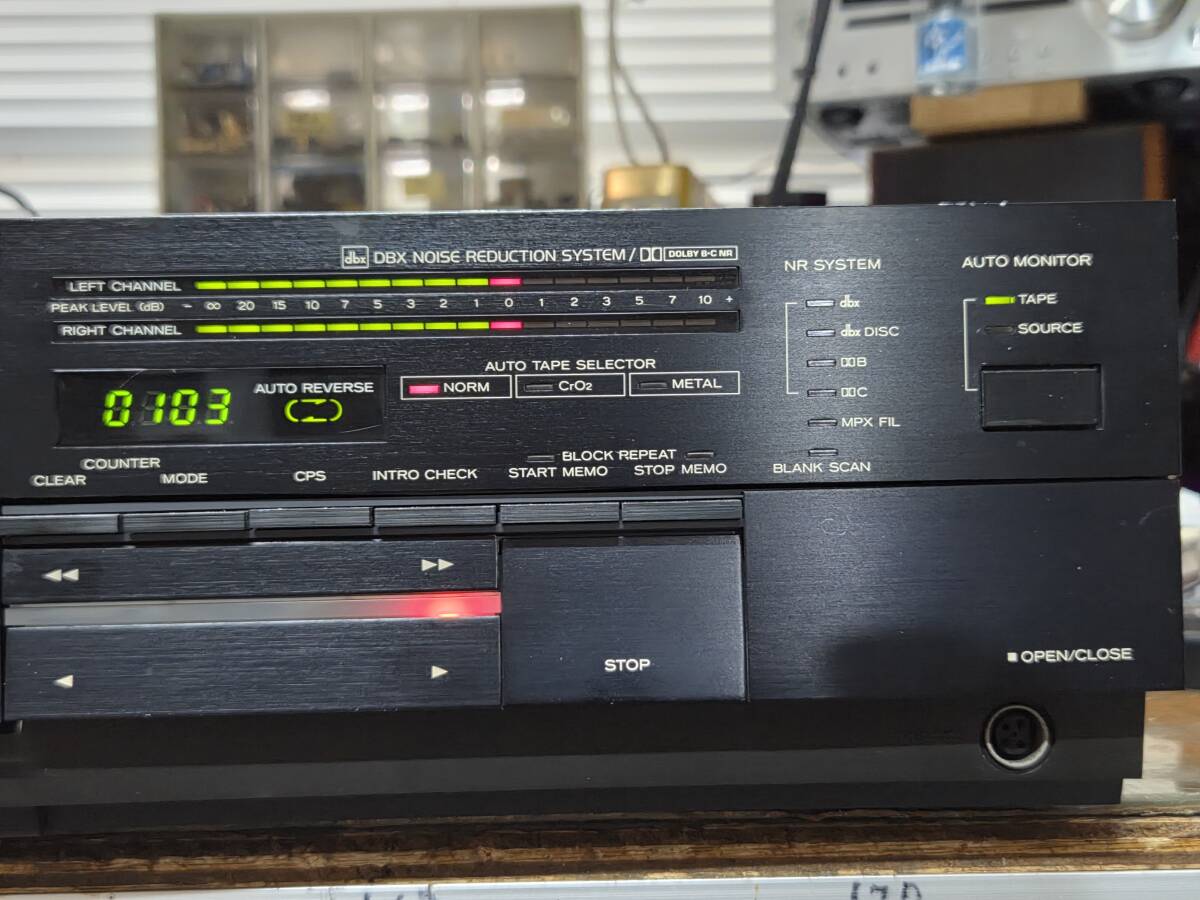 dbx DBX NOISE REDUCTION SYSTEM / DOLBY B-C NR
LEFT CHANNEL
PEAK LEVEL (dB) − ∞ 20 15 10 7 5 3 2 1 0 1 2 3 5 7 10 +
RIGHT CHANNEL
0103
AUTO REVERSE
AUTO TAPE SELECTOR
NORM CrO2 METAL
COUNTER
CLEAR MODE
CPS
INTRO CHECK
BLOCK REPEAT
START MEMO STOP MEMO
NR SYSTEM
dbx
dbx DISC
B
C
MPX FIL
BLANK SCAN
AUTO MONITOR
TAPE
SOURCE
◀◀ ▶▶
◀ ▶
STOP
■ OPEN/CLOSE